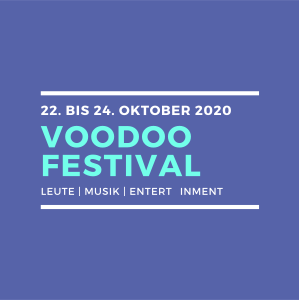 22. BIS 24. OKTOBER 2020
VOODOO
FESTIVAL
LEUTE | MUSIK | ENTERT INMENT